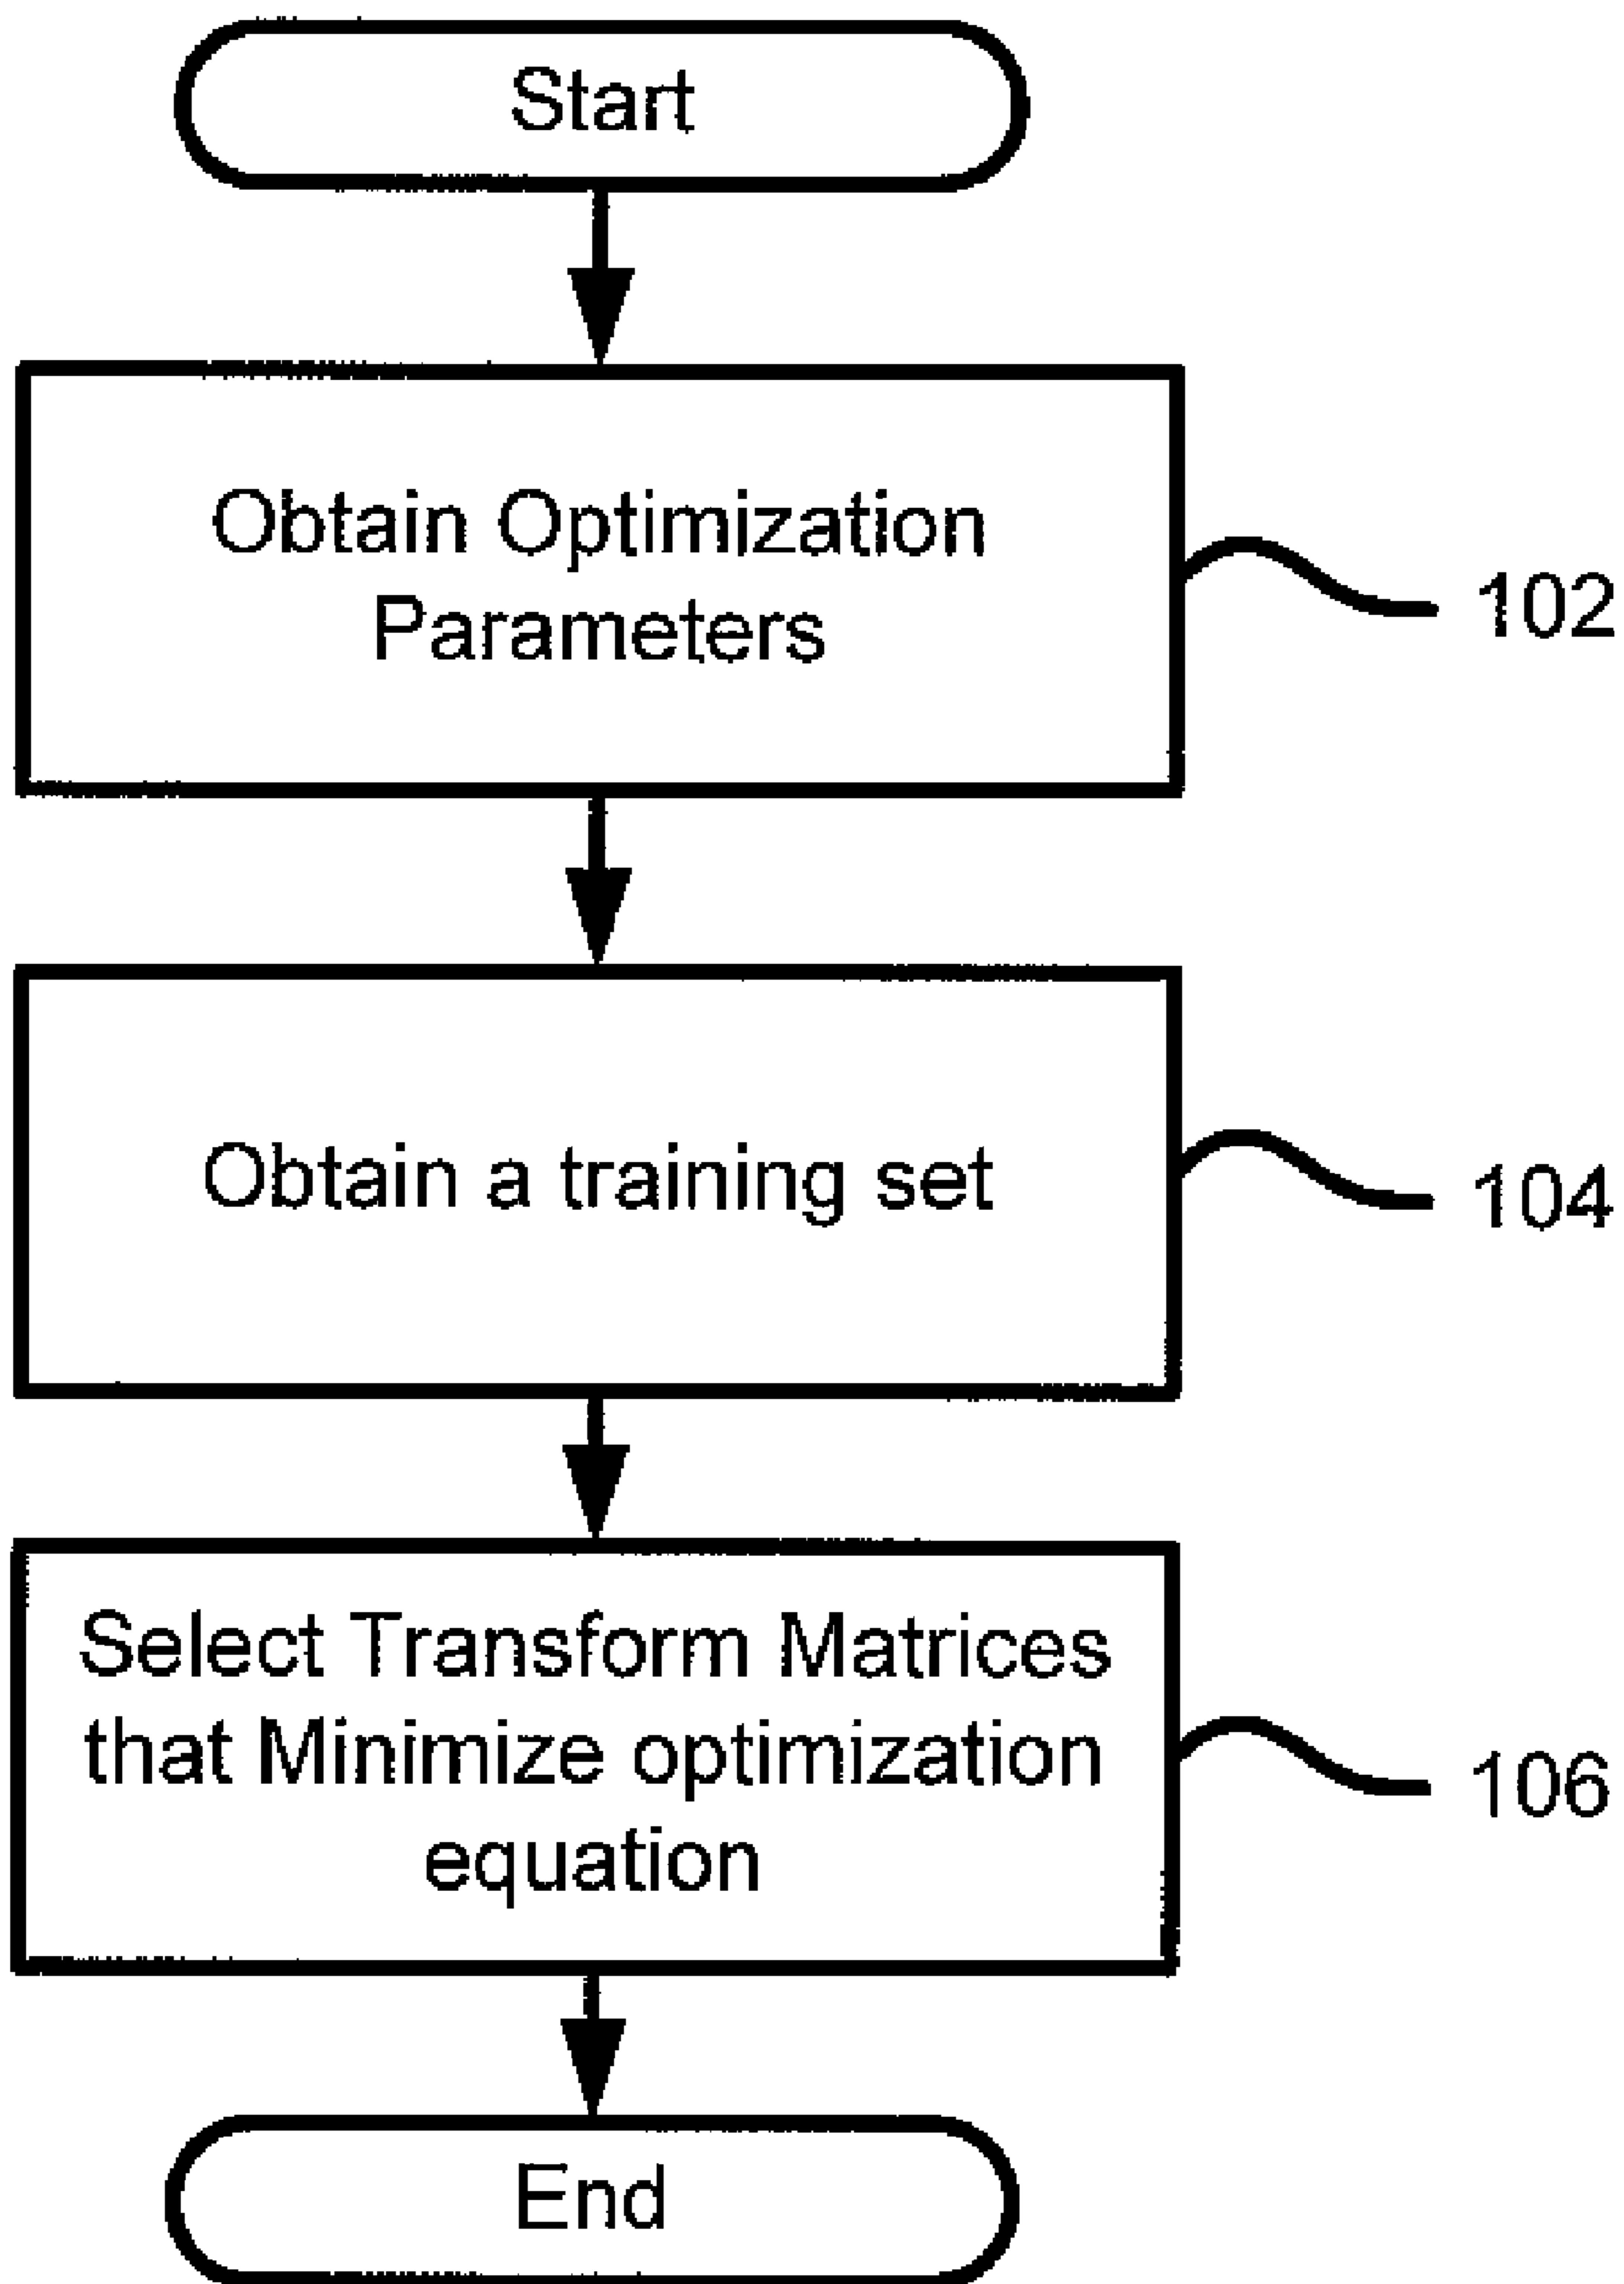 Start
Obtain Optimization
Parameters
102
Obtain a training set
104
Select Transform Matrices
that Minimize optimization
equation
106
End